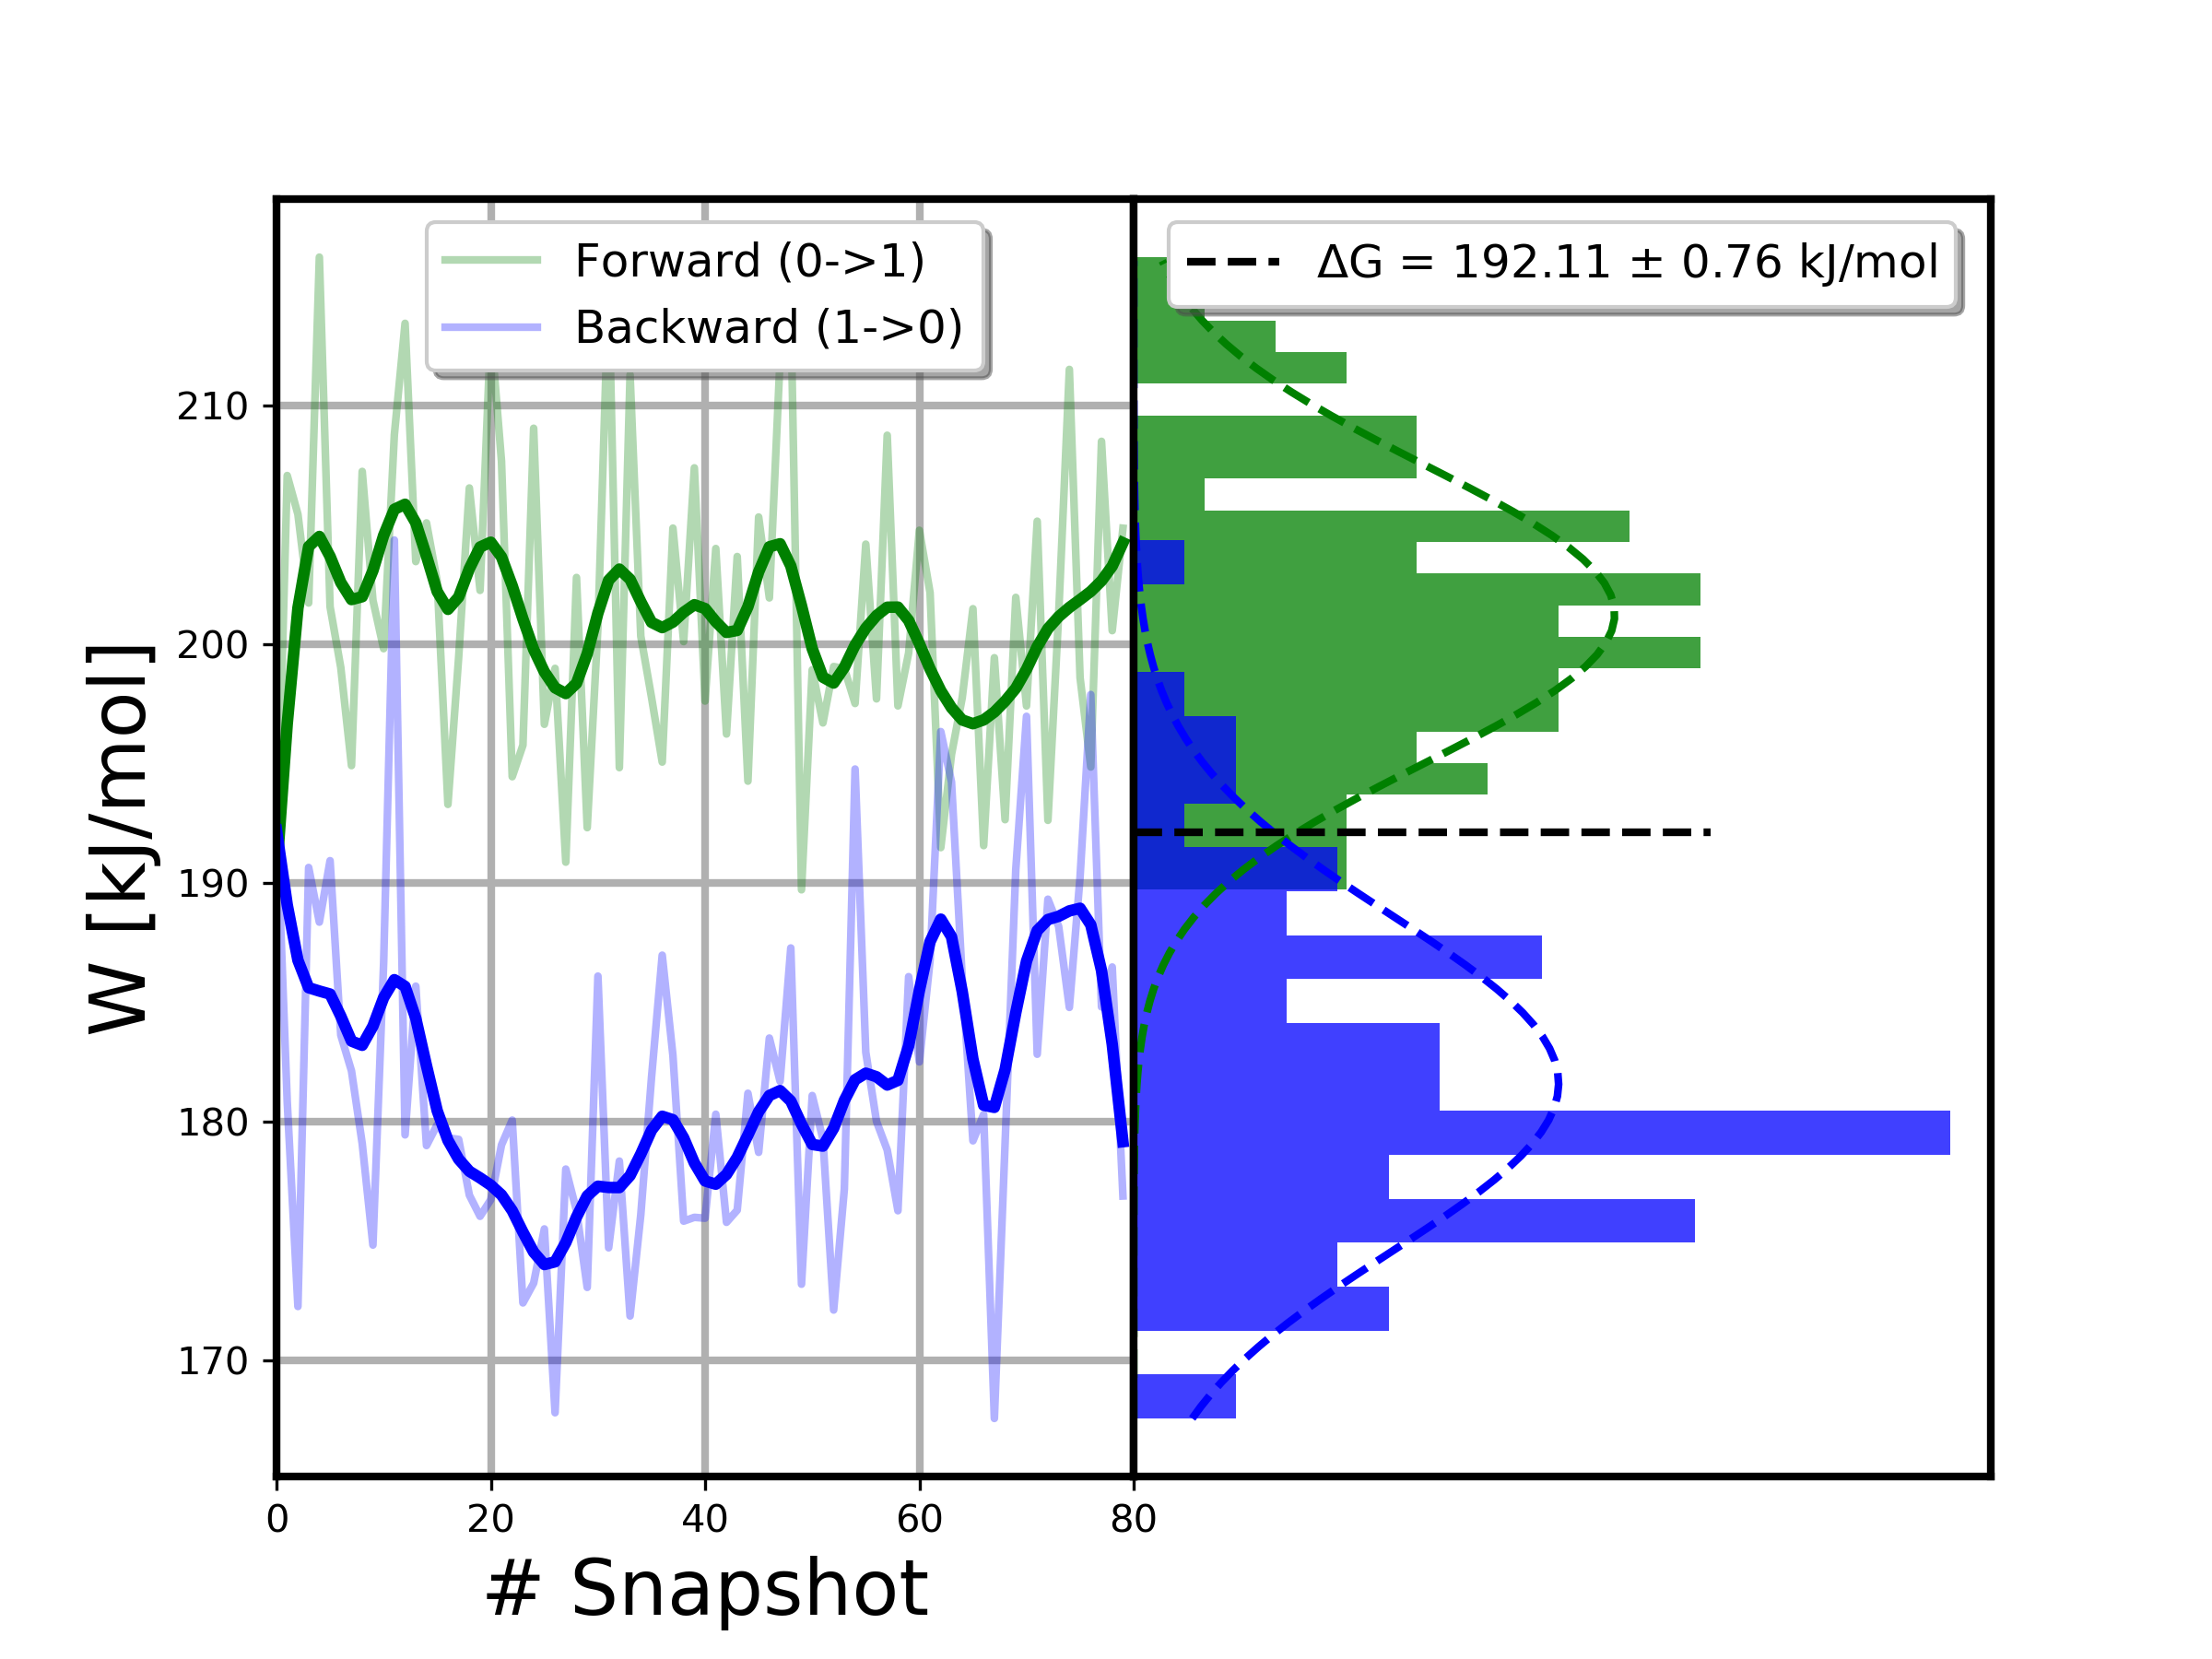 Forward (0->1)
Backward (1->0)
ΔG = 192.11 ± 0.76 kJ/mol
W [kJ/mol]
210
200
190
180
170
0 20 40 60 80
# Snapshot